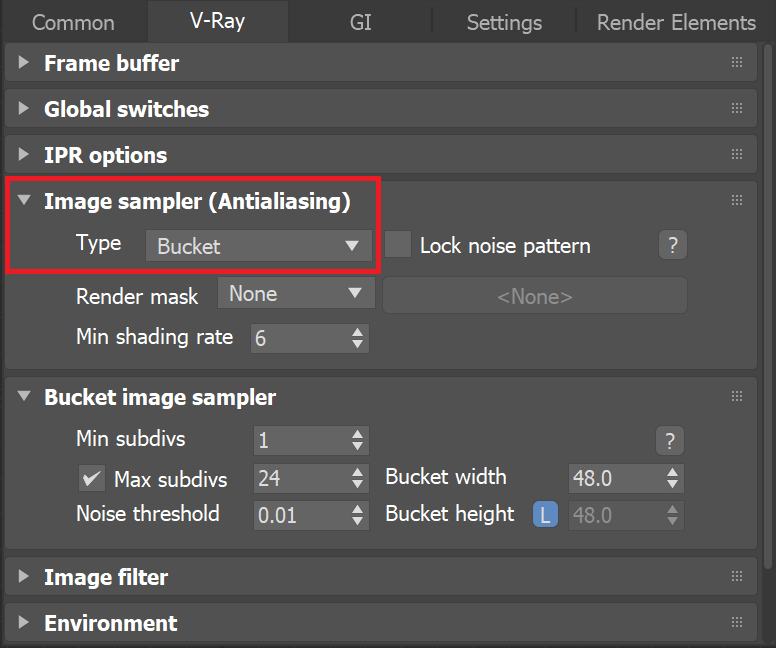 Common V-Ray GI Settings Render Elements
Frame buffer
Global switches
IPR options
Image sampler (Antialiasing)
Type Bucket Lock noise pattern ?
Render mask None <None>
Min shading rate 6
Bucket image sampler
Min subdivs 1 ?
Max subdivs 24 Bucket width 48.0
Noise threshold 0.01 Bucket height L 48.0
Image filter
Environment